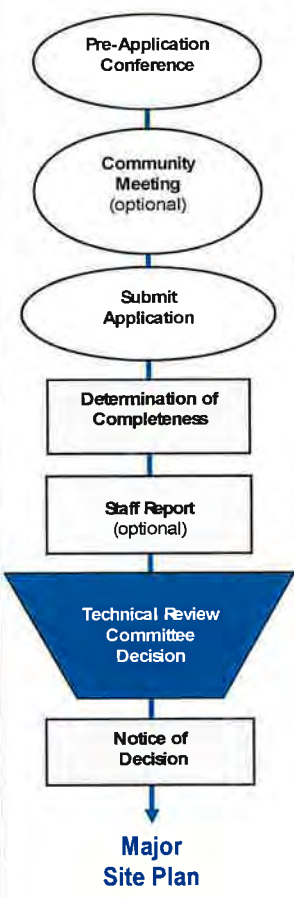 Pre-Application
Conference
Community
Meeting
(optional)
Submit
Application
Determination of
Completeness
Staff Report
(optional)
Technical Review
Committee
Decision
Notice of
Decision
Major
Site Plan